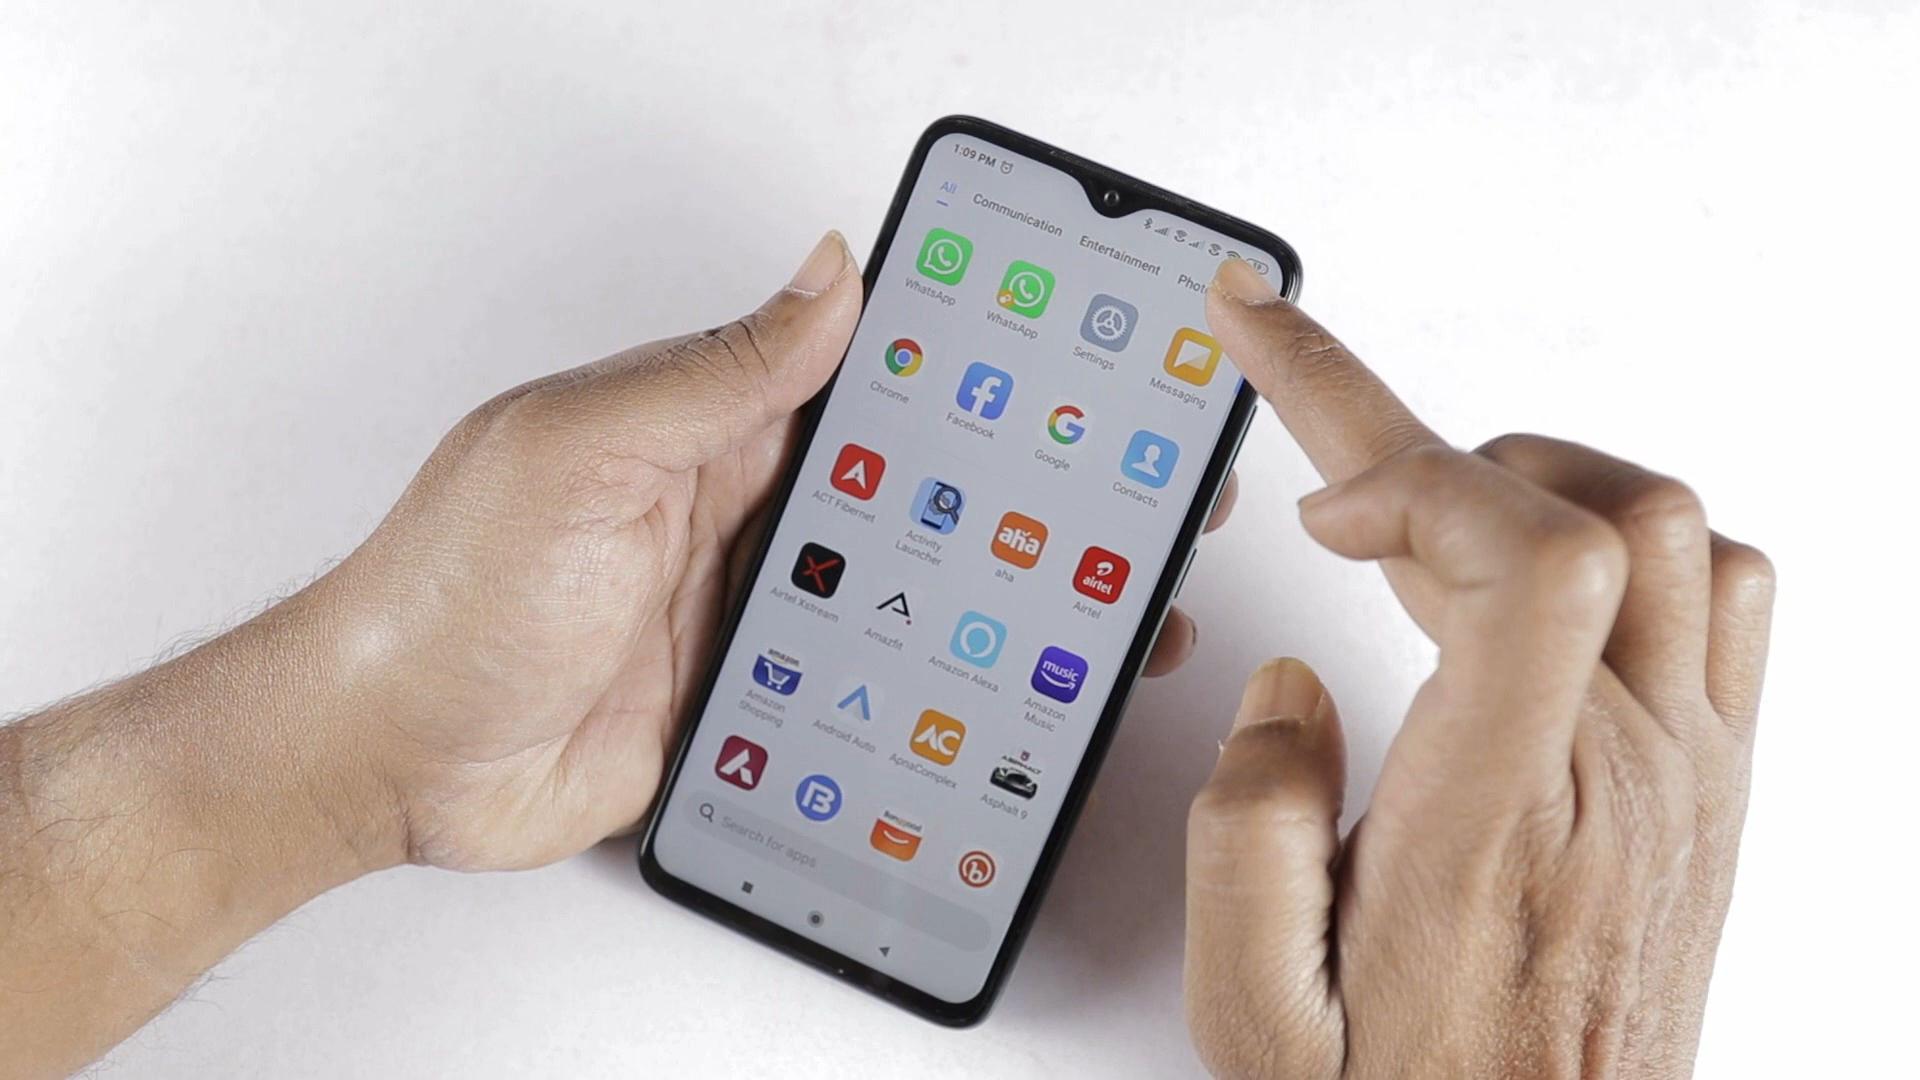 1:09 PM
All Communication Entertainment Phot
WhatsApp
WhatsApp
Settings
Messaging
Chrome
Facebook
Google
Contacts
ACT Fibernet
Activity
Launcher
aha
aha
airtel
Airtel
Airtel Xstream
Amazfit
Amazon Alexa
music
Amazon
Music
amazon
Amazon
Shopping
Android Auto
AC
ApnaComplex
ASPHALT
Asphalt 9
Banggood
Search for apps